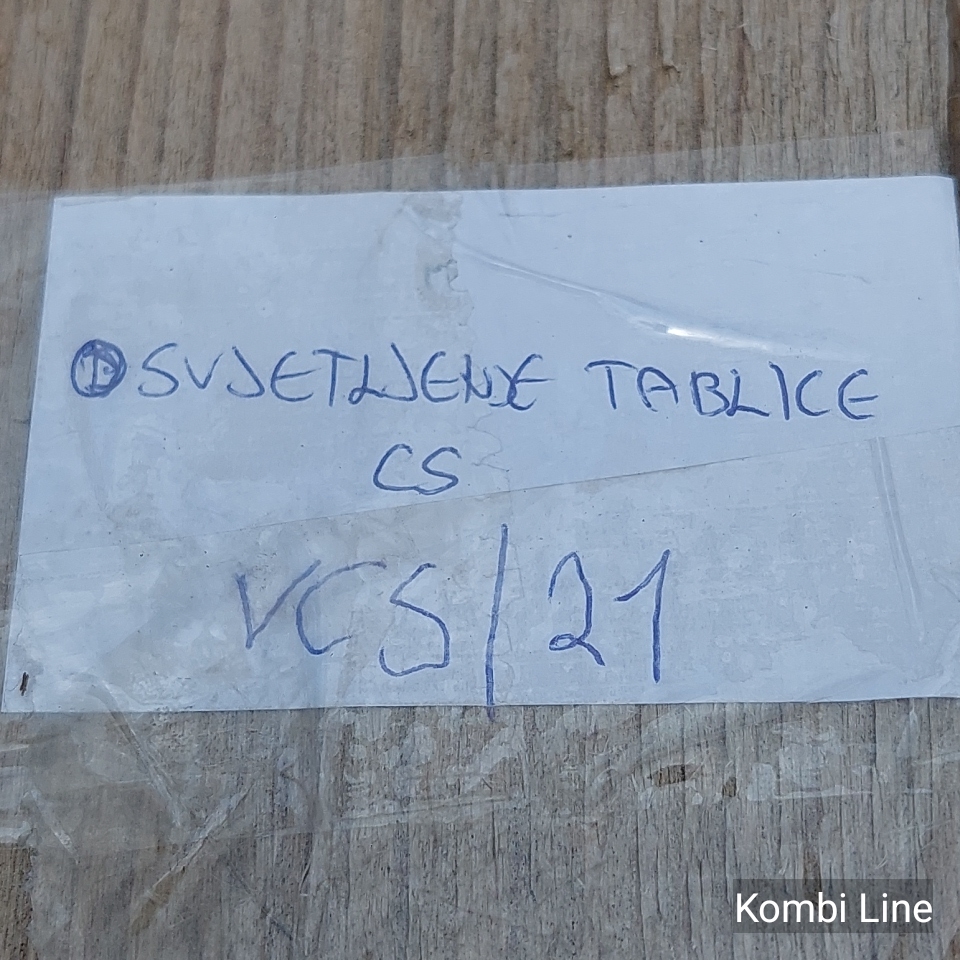 SVJETLJENJE TABLICE
CS
VCS/21
Kombi Line